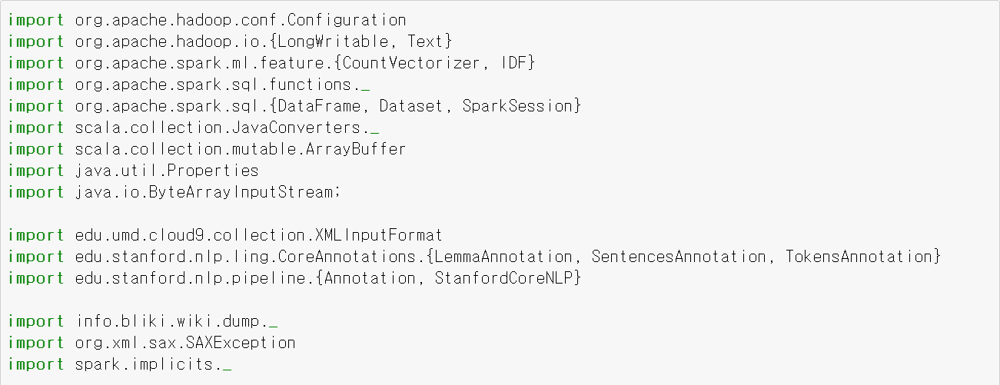 import org.apache.hadoop.conf.Configuration
import org.apache.hadoop.io.{LongWritable, Text}
import org.apache.spark.ml.feature.{CountVectorizer, IDF}
import org.apache.spark.sql.functions._
import org.apache.spark.sql.{DataFrame, Dataset, SparkSession}
import scala.collection.JavaConverters._
import scala.collection.mutable.ArrayBuffer
import java.util.Properties
import java.io.ByteArrayInputStream;
import edu.umd.cloud9.collection.XMLInputFormat
import edu.stanford.nlp.ling.CoreAnnotations.{LemmaAnnotation, SentencesAnnotation, TokensAnnotation}
import edu.stanford.nlp.pipeline.{Annotation, StanfordCoreNLP}
import info.bliki.wiki.dump._
import org.xml.sax.SAXException
import spark.implicits._